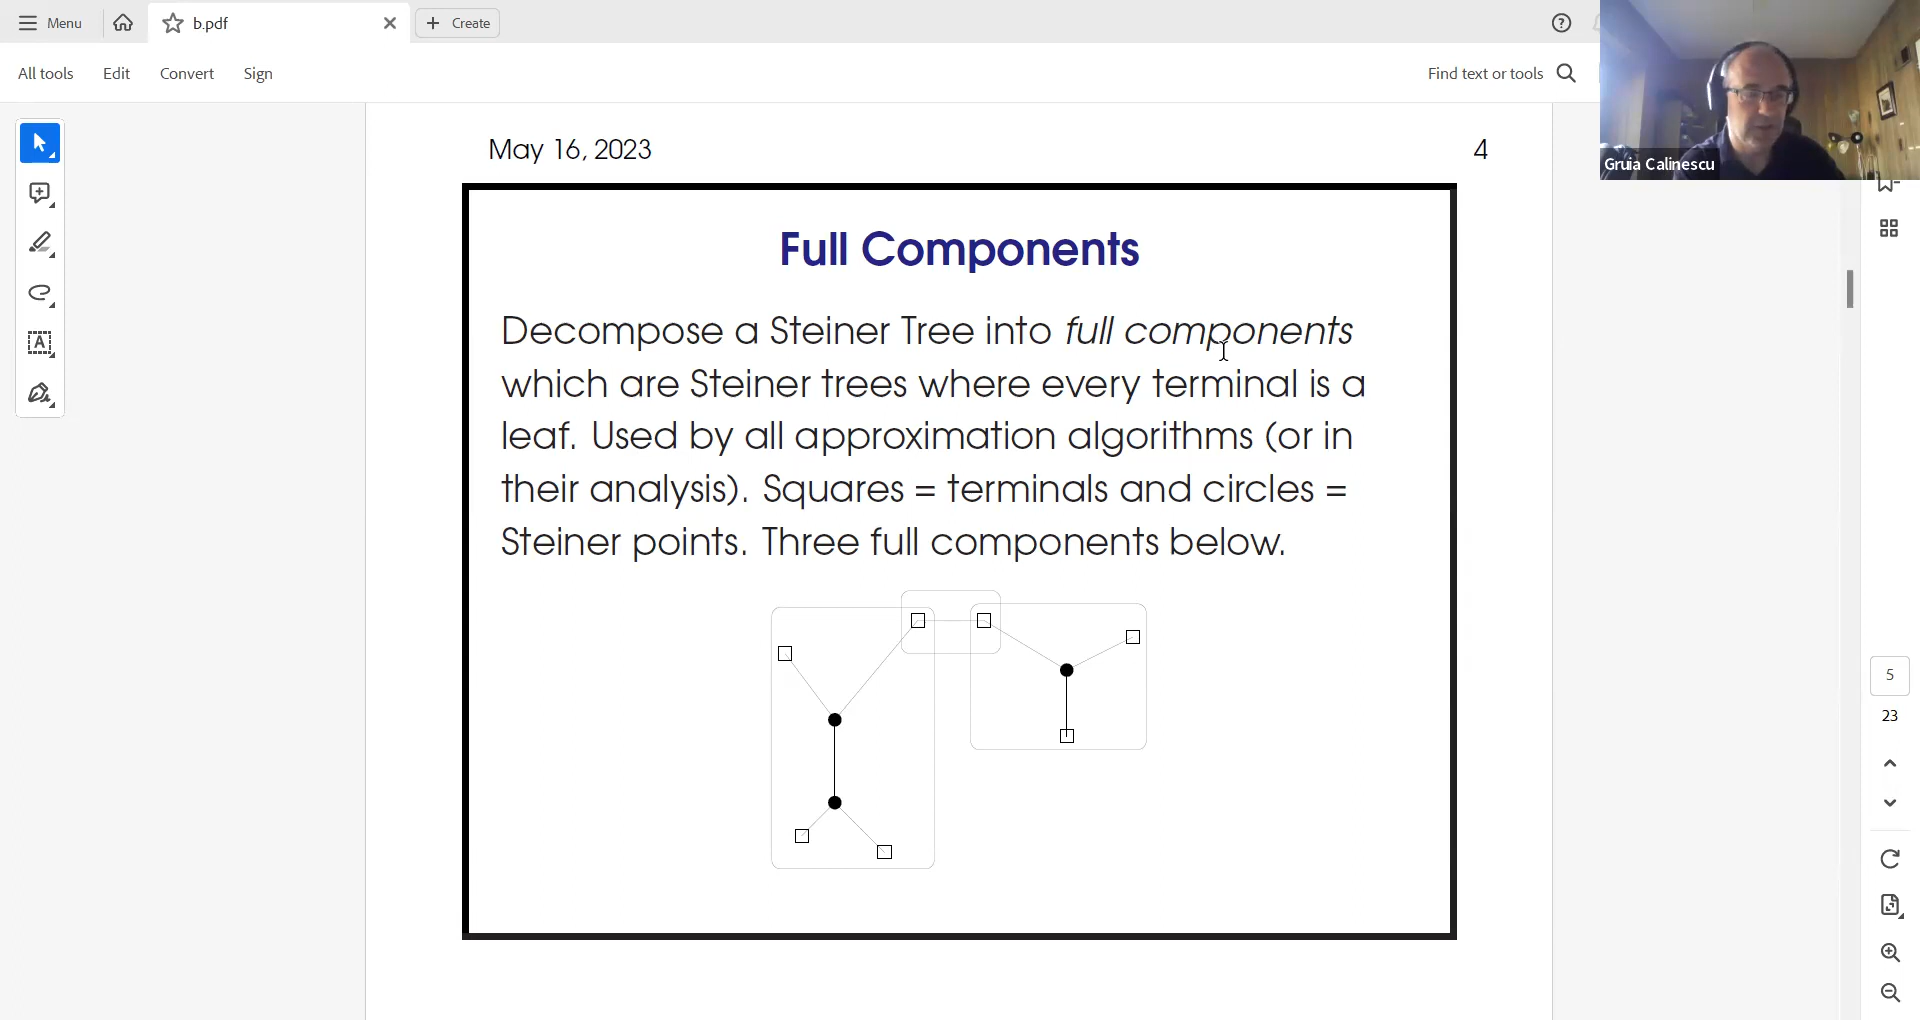 Menu
b.pdf
Create
All tools
Edit
Convert
Sign
Find text or tools
Gruia Calinescu
May 16, 2023
4
Full Components
Decompose a Steiner Tree into full components
which are Steiner trees where every terminal is a
leaf. Used by all approximation algorithms (or in
their analysis). Squares = terminals and circles =
Steiner points. Three full components below.
5
23